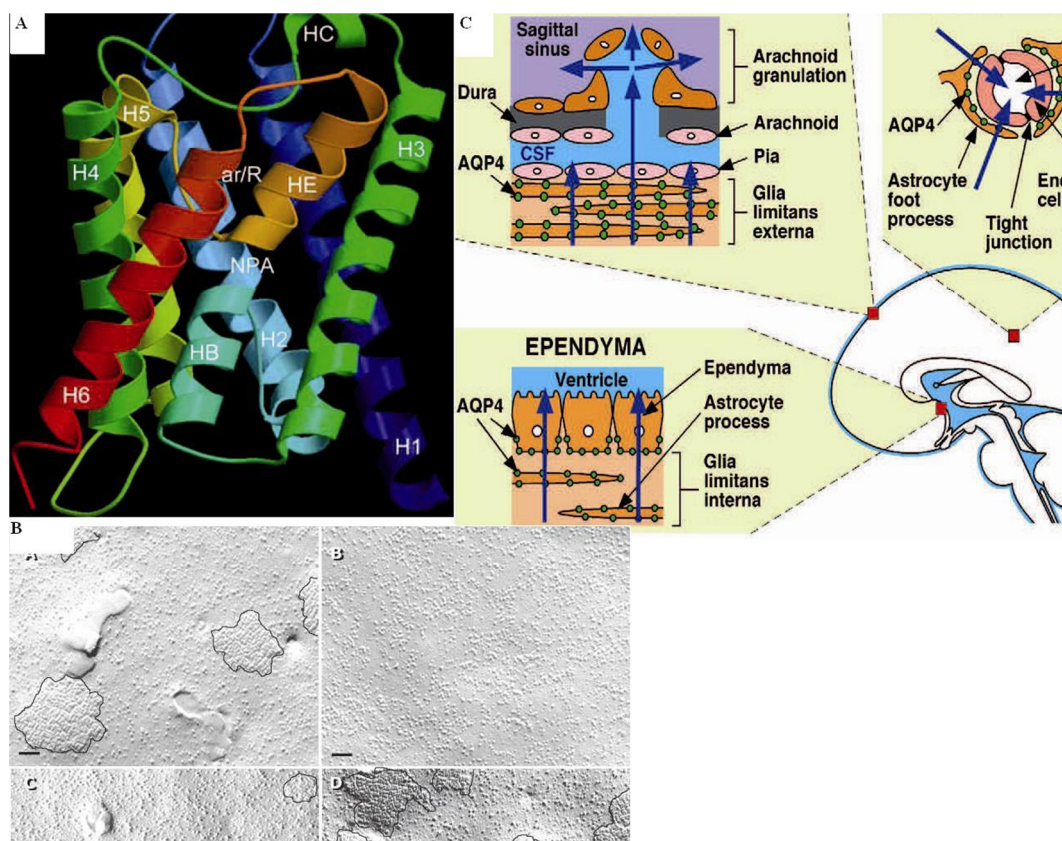 A
HC
H5
H4
H3
ar/R
HE
NPA
H2
HB
H6
H1
C
Sagittal
sinus
Arachnoid
granulation
Dura
Arachnoid
AQP4
CSF
Pia
Glia
limitans
externa
AQP4
Astrocyte
foot
process
Tight
junction
EPENDYMA
Ventricle
Ependyma
AQP4
Astrocyte
process
Glia
limitans
interna
B
B
C
D